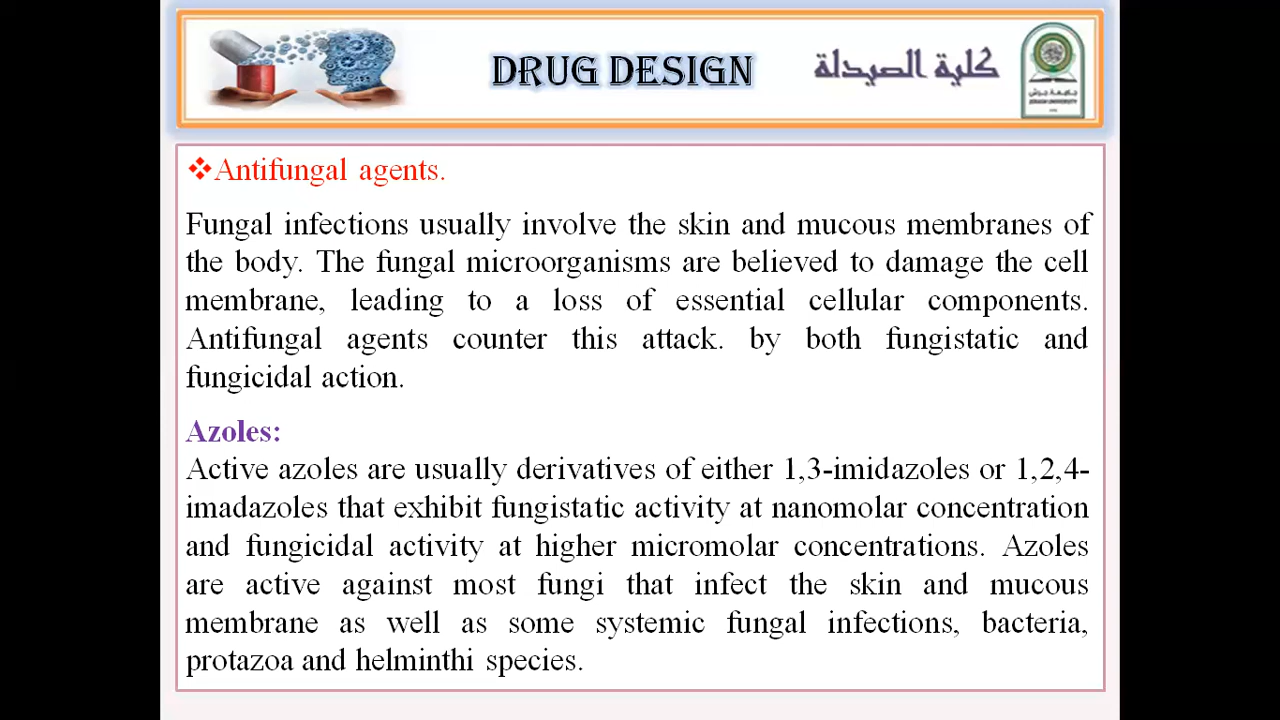 DRUG DESIGN
كلية الصيدلة
جامعة جرش
JERASH UNIVERSITY
❖Antifungal agents.
Fungal infections usually involve the skin and mucous membranes of
the body. The fungal microorganisms are believed to damage the cell
membrane, leading to a loss of essential cellular components.
Antifungal agents counter this attack. by both fungistatic and
fungicidal action.
Azoles:
Active azoles are usually derivatives of either 1,3-imidazoles or 1,2,4-
imadazoles that exhibit fungistatic activity at nanomolar concentration
and fungicidal activity at higher micromolar concentrations. Azoles
are active against most fungi that infect the skin and mucous
membrane as well as some systemic fungal infections, bacteria,
protazoa and helminthi species.